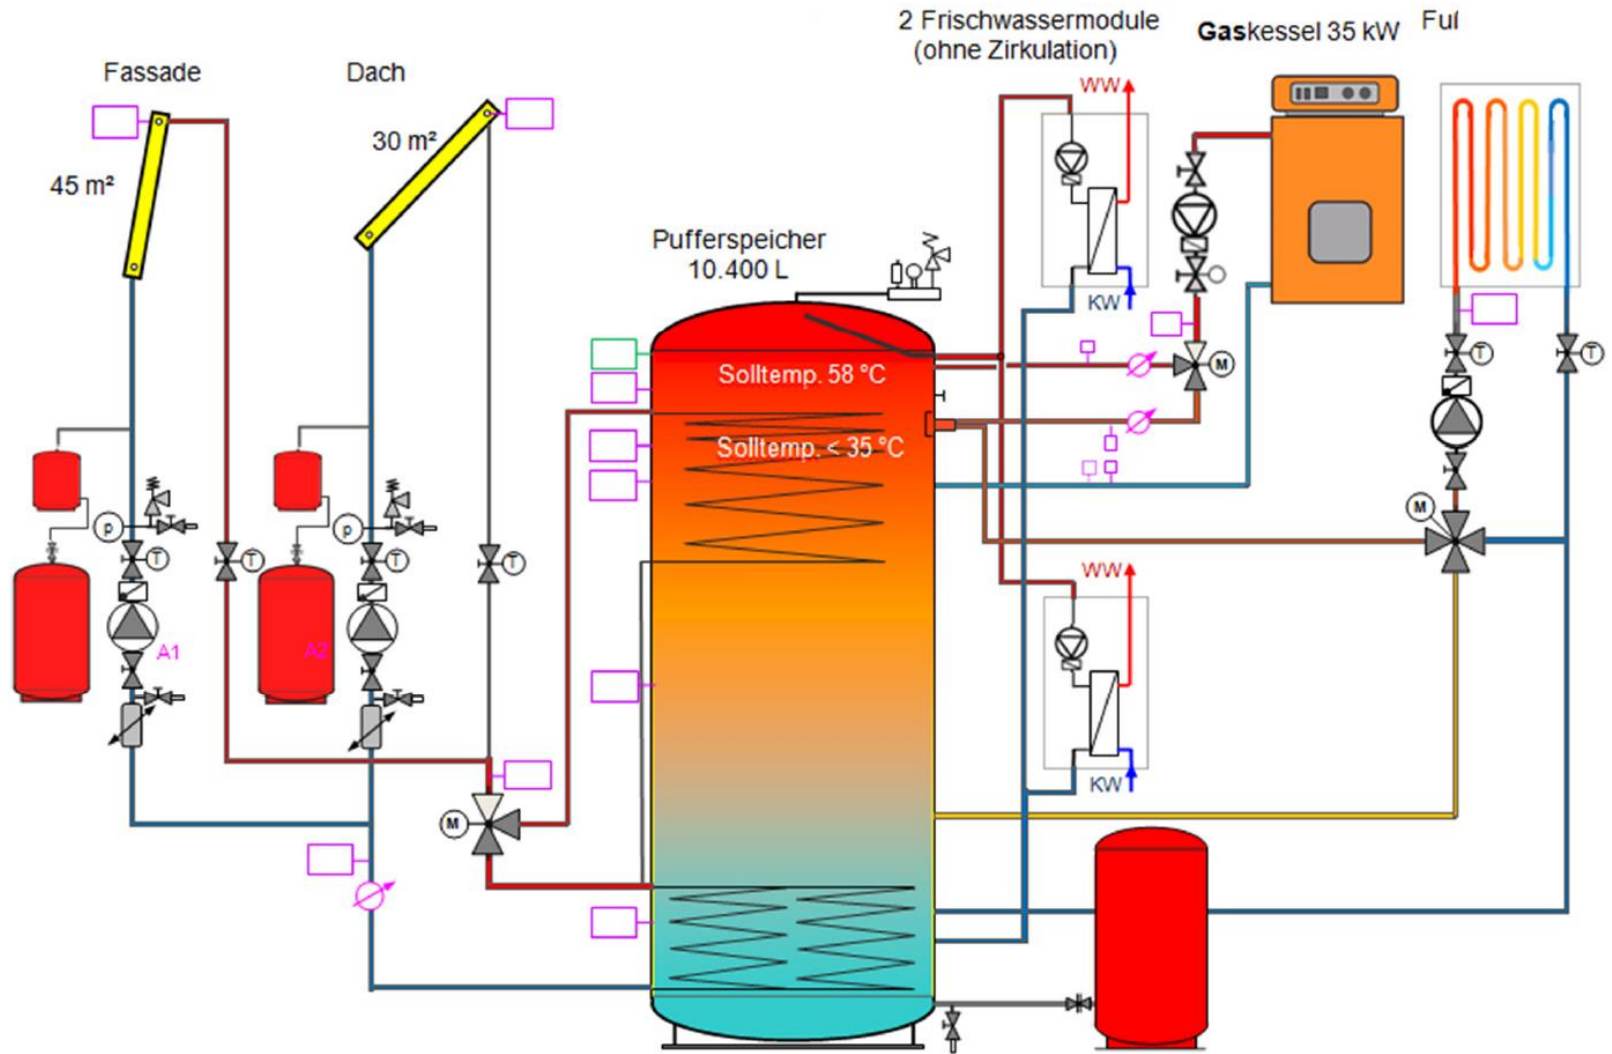 2 Frischwassermodule
(ohne Zirkulation)
Gaskessel 35 kW
Fassade
Dach
45 m²
30 m²
Pufferspeicher
10.400 L
WW
KW
Solltemp. 58 °C
M
Solltemp. < 35 °C
T
T
M
p
T
T
p
T
T
A1
A2
WW
KW
M